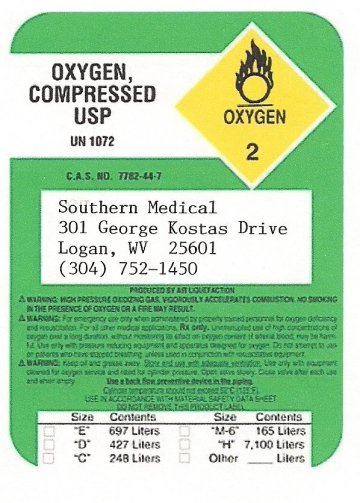 OXYGEN,
COMPRESSED
USP
UN 1072
OXYGEN
2
C.A.S. NO. 7782-44-7
Southern Medical
301 George Kostas Drive
Logan, WV 25601
(304) 752-1450
PRODUCED BY AIR LIQUEFACTION
WARNING: HIGH PRESSURE OXIDIZING GAS, VIGOROUSLY ACCELERATES COMBUSTION. NO SMOKING
IN THE PRESENCE OF OXYGEN OR A FIRE MAY RESULT.
WARNING: For emergency use only when administered by properly trained personnel for oxygen deficiency
and resuscitation. For all other medical applications, Rx only. Uninterrupted use of high concentrations of
oxygen over a long duration, without monitoring its effect on oxygen content of arterial blood, may be harm-
ful. Use only with pressure reducing equipment and apparatus designed for oxygen. Do not attempt to use
on patients who have stopped breathing, unless used in conjunction with resuscitative equipment.
WARNING: Keep oil and grease away. Store and use with adequate ventilation. Use only with equipment
cleaned for oxygen service and rated for cylinder pressure. Open valve slowly. Close valve after each use
and when empty. Use a back flow preventive device in the piping.
Cylinder temperature should not exceed 52°C (125°F).
USE IN ACCORDANCE WITH MATERIAL SAFETY DATA SHEET
DO NOT REMOVE THIS PRODUCT LABEL
Size Contents Size Contents
"E" 697 Liters "M-6" 165 Liters
"D" 427 Liters "H" 7,100 Liters
"C" 248 Liters Other ____ Liters